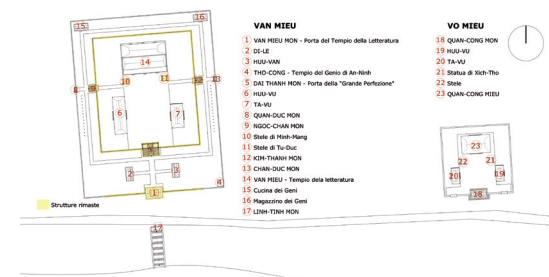 VAN MIEU
1 VAN MIEU MON - Porta del Tempio della Letteratura
2 DI-LE
3 HUU-VAN
4 THO-CONG - Tempio del Genio di An-Ninh
5 DAI THANH MON - Porta della "Grande Perfezione"
6 HUU-VU
7 TA-VU
8 QUAN-DUC MON
9 NGOC-CHAN MON
10 Stele di Minh-Mang
11 Stele di Tu-Duc
12 KIM-THANH MON
13 CHAN-DUC MON
14 VAN MIEU - Tempio dela letteratura
15 Cucina dei Geni
16 Magazzino dei Geni
17 LINH-TINH MON
VO MIEU
18 QUAN-CONG MON
19 HUU-VU
20 TA-VU
21 Statua di Xich-Tho
22 Stele
23 QUAN-CONG MIEU
15
16
14
10
11
8
9
12
13
6
7
5
2
3
1
4
Strutture rimaste
17
23
22
21
20
19
18